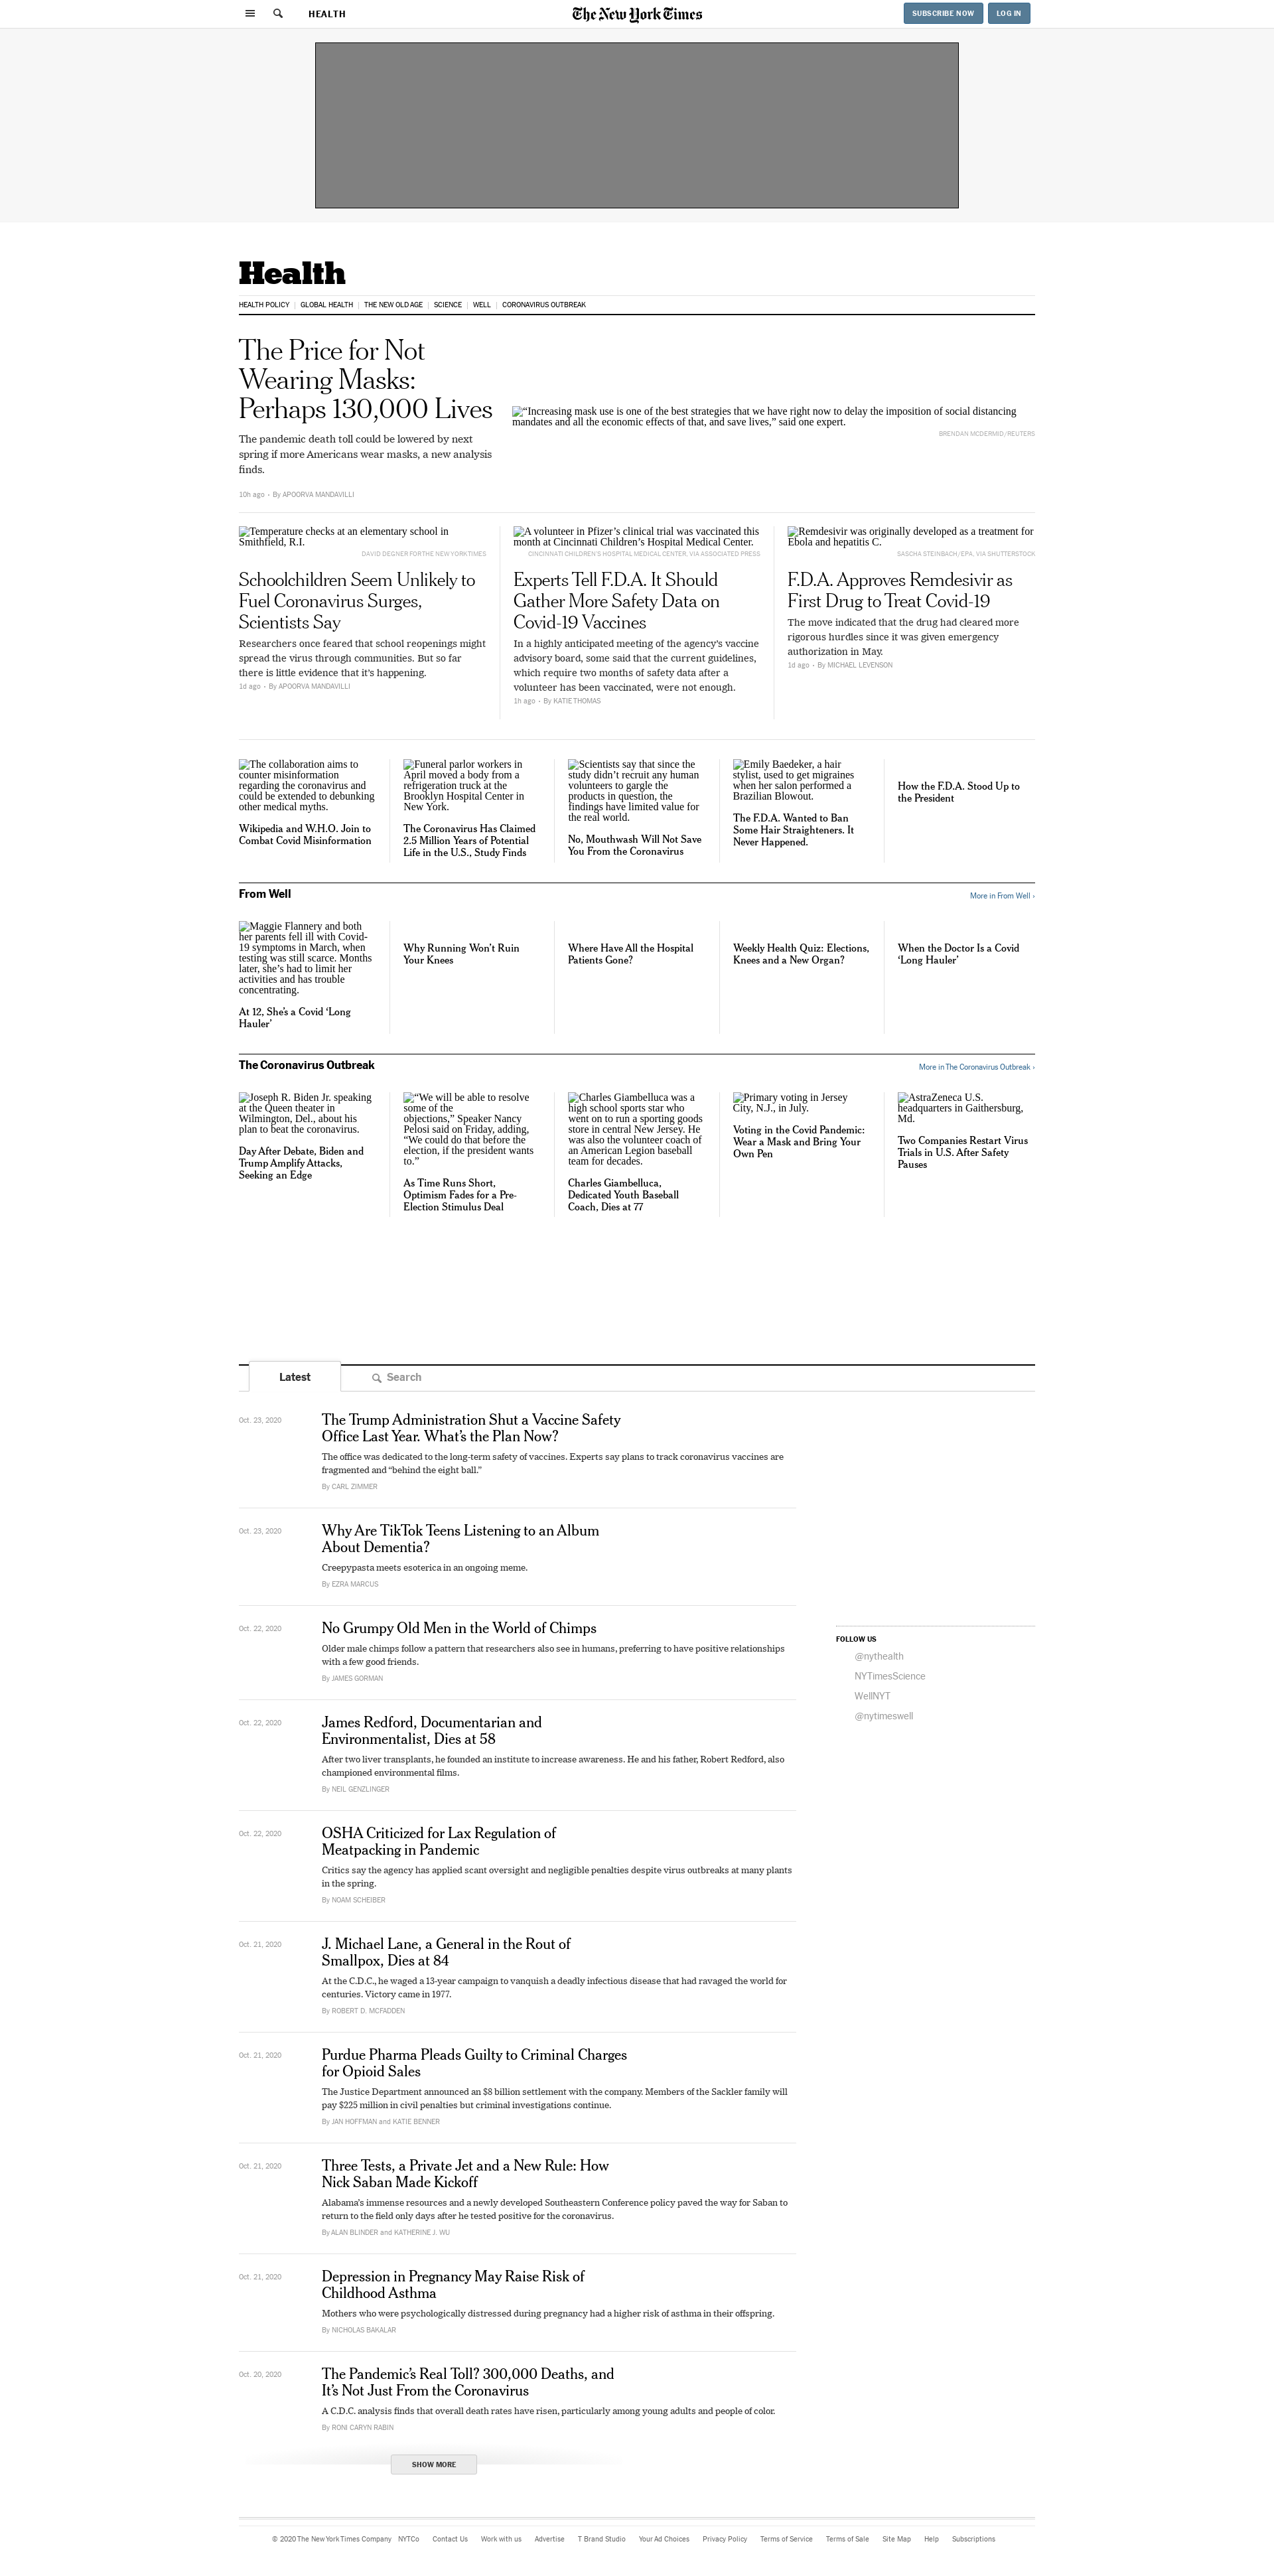 HEALTH
The New York Times
SUBSCRIBE NOW
LOG IN
Health
HEALTH POLICY
GLOBAL HEALTH
THE NEW OLD AGE
SCIENCE
WELL
CORONAVIRUS OUTBREAK
The Price for Not
Wearing Masks:
Perhaps 130,000 Lives
The pandemic death toll could be lowered by next
spring if more Americans wear masks, a new analysis
finds.
10h ago • By APOORVA MANDAVILLI
“Increasing mask use is one of the best strategies that we have right now to delay the imposition of social distancing
mandates and all the economic effects of that, and save lives,” said one expert.
BRENDAN MCDERMID/REUTERS
Temperature checks at an elementary school in
Smithfield, R.I.
DAVID DEGNER FOR THE NEW YORK TIMES
Schoolchildren Seem Unlikely to
Fuel Coronavirus Surges,
Scientists Say
Researchers once feared that school reopenings might
spread the virus through communities. But so far
there is little evidence that it’s happening.
1d ago • By APOORVA MANDAVILLI
A volunteer in Pfizer’s clinical trial was vaccinated this
month at Cincinnati Children’s Hospital Medical Center.
CINCINNATI CHILDREN’S HOSPITAL MEDICAL CENTER, VIA ASSOCIATED PRESS
Experts Tell F.D.A. It Should
Gather More Safety Data on
Covid-19 Vaccines
In a highly anticipated meeting of the agency’s vaccine
advisory board, some said that the current guidelines,
which require two months of safety data after a
volunteer has been vaccinated, were not enough.
1h ago • By KATIE THOMAS
Remdesivir was originally developed as a treatment for
Ebola and hepatitis C.
SASCHA STEINBACH/EPA, VIA SHUTTERSTOCK
F.D.A. Approves Remdesivir as
First Drug to Treat Covid-19
The move indicated that the drug had cleared more
rigorous hurdles since it was given emergency
authorization in May.
1d ago • By MICHAEL LEVENSON
The collaboration aims to
counter misinformation
regarding the coronavirus and
could be extended to debunking
other medical myths.
Wikipedia and W.H.O. Join to
Combat Covid Misinformation
Funeral parlor workers in
April moved a body from a
refrigeration truck at the
Brooklyn Hospital Center in
New York.
The Coronavirus Has Claimed
2.5 Million Years of Potential
Life in the U.S., Study Finds
Scientists say that since the
study didn’t recruit any human
volunteers to gargle the
products in question, the
findings have limited value for
the real world.
No, Mouthwash Will Not Save
You From the Coronavirus
Emily Baedeker, a hair
stylist, used to get migraines
when her salon performed a
Brazilian Blowout.
The F.D.A. Wanted to Ban
Some Hair Straighteners. It
Never Happened.
How the F.D.A. Stood Up to
the President
From Well
More in From Well ›
Maggie Flannery and both
her parents fell ill with Covid-
19 symptoms in March, when
testing was still scarce. Months
later, she’s had to limit her
activities and has trouble
concentrating.
At 12, She’s a Covid ‘Long
Hauler’
Why Running Won’t Ruin
Your Knees
Where Have All the Hospital
Patients Gone?
Weekly Health Quiz: Elections,
Knees and a New Organ?
When the Doctor Is a Covid
‘Long Hauler’
The Coronavirus Outbreak
More in The Coronavirus Outbreak ›
Joseph R. Biden Jr. speaking
at the Queen theater in
Wilmington, Del., about his
plan to beat the coronavirus.
Day After Debate, Biden and
Trump Amplify Attacks,
Seeking an Edge
“We will be able to resolve
some of the
objections,” Speaker Nancy
Pelosi said on Friday, adding,
“We could do that before the
election, if the president wants
to.”
As Time Runs Short,
Optimism Fades for a Pre-
Election Stimulus Deal
Charles Giambelluca was a
high school sports star who
went on to run a sporting goods
store in central New Jersey. He
was also the volunteer coach of
an American Legion baseball
team for decades.
Charles Giambelluca,
Dedicated Youth Baseball
Coach, Dies at 77
Primary voting in Jersey
City, N.J., in July.
Voting in the Covid Pandemic:
Wear a Mask and Bring Your
Own Pen
AstraZeneca U.S.
headquarters in Gaithersburg,
Md.
Two Companies Restart Virus
Trials in U.S. After Safety
Pauses
Latest
Search
Oct. 23, 2020
The Trump Administration Shut a Vaccine Safety
Office Last Year. What’s the Plan Now?
The office was dedicated to the long-term safety of vaccines. Experts say plans to track coronavirus vaccines are
fragmented and “behind the eight ball.”
By CARL ZIMMER
Oct. 23, 2020
Why Are TikTok Teens Listening to an Album
About Dementia?
Creepypasta meets esoterica in an ongoing meme.
By EZRA MARCUS
Oct. 22, 2020
No Grumpy Old Men in the World of Chimps
Older male chimps follow a pattern that researchers also see in humans, preferring to have positive relationships
with a few good friends.
By JAMES GORMAN
FOLLOW US
@nythealth
NYTimesScience
WellNYT
@nytimeswell
Oct. 22, 2020
James Redford, Documentarian and
Environmentalist, Dies at 58
After two liver transplants, he founded an institute to increase awareness. He and his father, Robert Redford, also
championed environmental films.
By NEIL GENZLINGER
Oct. 22, 2020
OSHA Criticized for Lax Regulation of
Meatpacking in Pandemic
Critics say the agency has applied scant oversight and negligible penalties despite virus outbreaks at many plants
in the spring.
By NOAM SCHEIBER
Oct. 21, 2020
J. Michael Lane, a General in the Rout of
Smallpox, Dies at 84
At the C.D.C., he waged a 13-year campaign to vanquish a deadly infectious disease that had ravaged the world for
centuries. Victory came in 1977.
By ROBERT D. MCFADDEN
Oct. 21, 2020
Purdue Pharma Pleads Guilty to Criminal Charges
for Opioid Sales
The Justice Department announced an $8 billion settlement with the company. Members of the Sackler family will
pay $225 million in civil penalties but criminal investigations continue.
By JAN HOFFMAN and KATIE BENNER
Oct. 21, 2020
Three Tests, a Private Jet and a New Rule: How
Nick Saban Made Kickoff
Alabama’s immense resources and a newly developed Southeastern Conference policy paved the way for Saban to
return to the field only days after he tested positive for the coronavirus.
By ALAN BLINDER and KATHERINE J. WU
Oct. 21, 2020
Depression in Pregnancy May Raise Risk of
Childhood Asthma
Mothers who were psychologically distressed during pregnancy had a higher risk of asthma in their offspring.
By NICHOLAS BAKALAR
Oct. 20, 2020
The Pandemic’s Real Toll? 300,000 Deaths, and
It’s Not Just From the Coronavirus
A C.D.C. analysis finds that overall death rates have risen, particularly among young adults and people of color.
By RONI CARYN RABIN
SHOW MORE
© 2020 The New York Times Company NYTCo Contact Us Work with us Advertise T Brand Studio Your Ad Choices Privacy Policy Terms of Service Terms of Sale Site Map Help Subscriptions